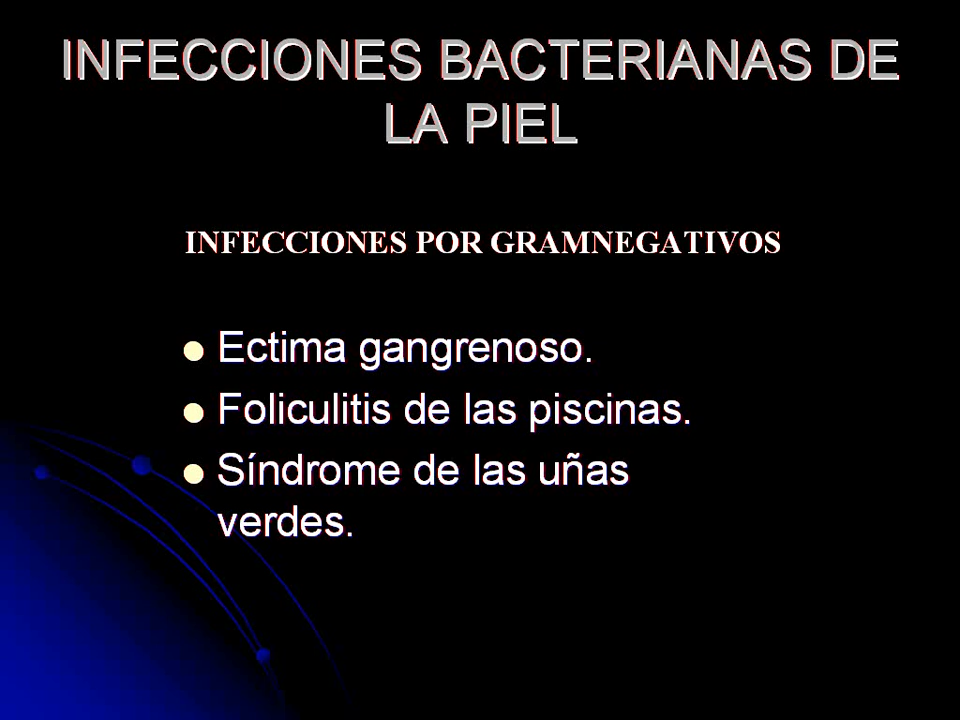 INFECCIONES BACTERIANAS DE
LA PIEL
INFECCIONES POR GRAMNEGATIVOS
Ectima gangrenoso.
Foliculitis de las piscinas.
Síndrome de las uñas
verdes.